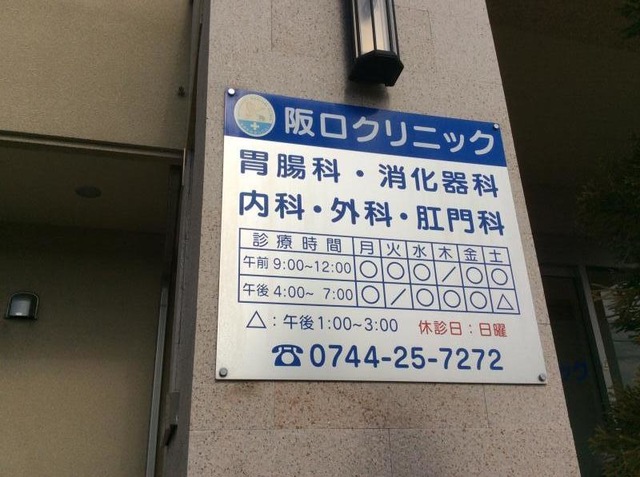 阪口クリニック
胃腸科・消化器科
内科・外科・肛門科
診療時間 月 火 水 木 金 土
午前 9:00~12:00 ○ ○ ○ / ○ ○
午後 4:00~ 7:00 ○ / ○ ○ ○ △
△:午後1:00~3:00 休診日:日曜
☎0744-25-7272
ック